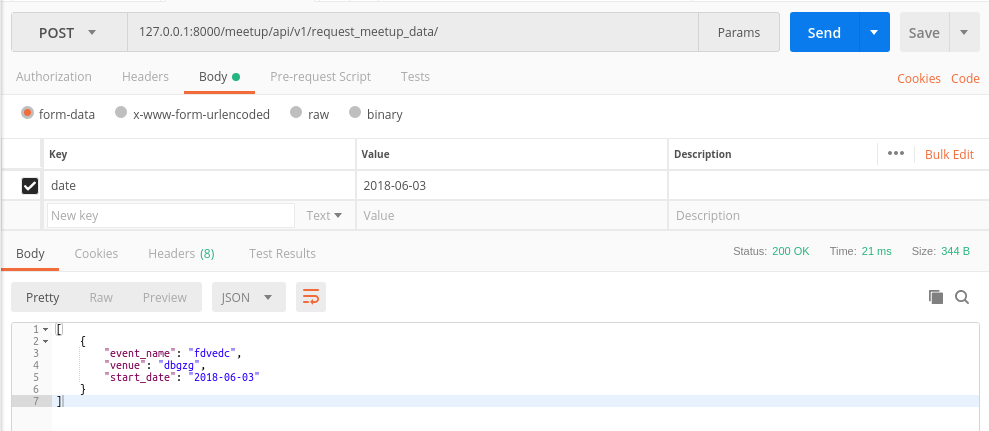 POST 127.0.0.1:8000/meetup/api/v1/request_meetup_data/ Params Send Save
Authorization Headers Body Pre-request Script Tests Cookies Code
form-data x-www-form-urlencoded raw binary
Key Value Description Bulk Edit
date 2018-06-03
New key Text Value Description
Body Cookies Headers (8) Test Results Status: 200 OK Time: 21 ms Size: 344 B
Pretty Raw Preview JSON
1 [
2 {
3 "event_name": "fdvedc",
4 "venue": "dbgzg",
5 "start_date": "2018-06-03"
6 }
7 ]